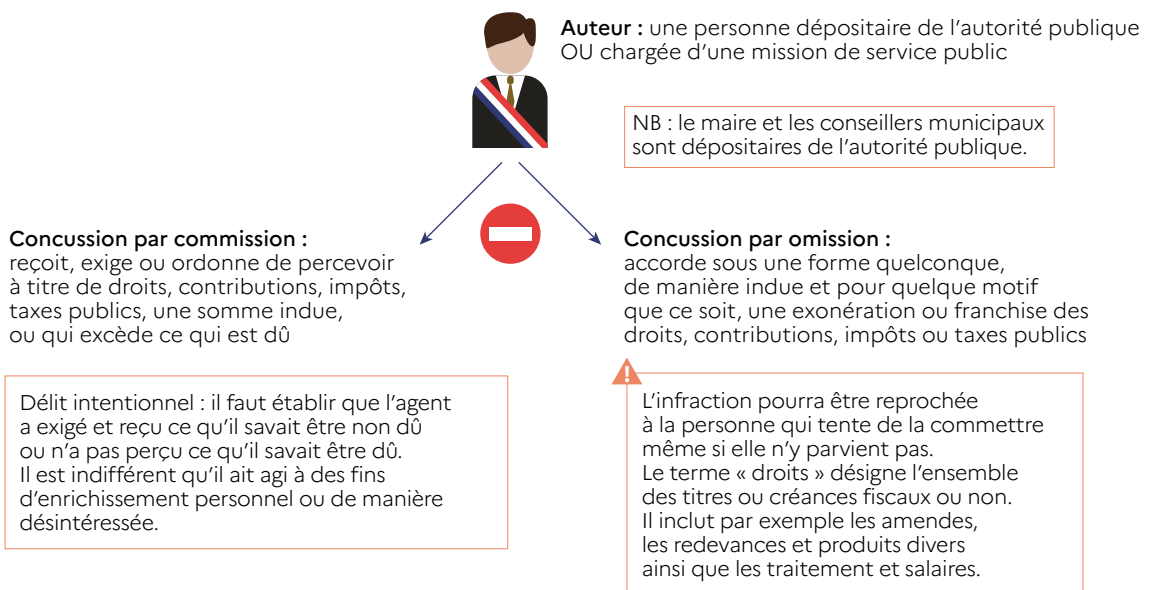 Auteur : une personne dépositaire de l’autorité publique
OU chargée d’une mission de service public
NB : le maire et les conseillers municipaux
sont dépositaires de l’autorité publique.
Concussion par commission :
reçoit, exige ou ordonne de percevoir
à titre de droits, contributions, impôts,
taxes publics, une somme indue,
ou qui excède ce qui est dû
Délit intentionnel : il faut établir que l’agent
a exigé et reçu ce qu’il savait être non dû
ou n’a pas perçu ce qu’il savait être dû.
Il est indifférent qu’il ait agi à des fins
d’enrichissement personnel ou de manière
désintéressée.
Concussion par omission :
accorde sous une forme quelconque,
de manière indue et pour quelque motif
que ce soit, une exonération ou franchise des
droits, contributions, impôts ou taxes publics
L’infraction pourra être reprochée
à la personne qui tente de la commettre
même si elle n’y parvient pas.
Le terme « droits » désigne l’ensemble
des titres ou créances fiscaux ou non.
Il inclut par exemple les amendes,
les redevances et produits divers
ainsi que les traitement et salaires.